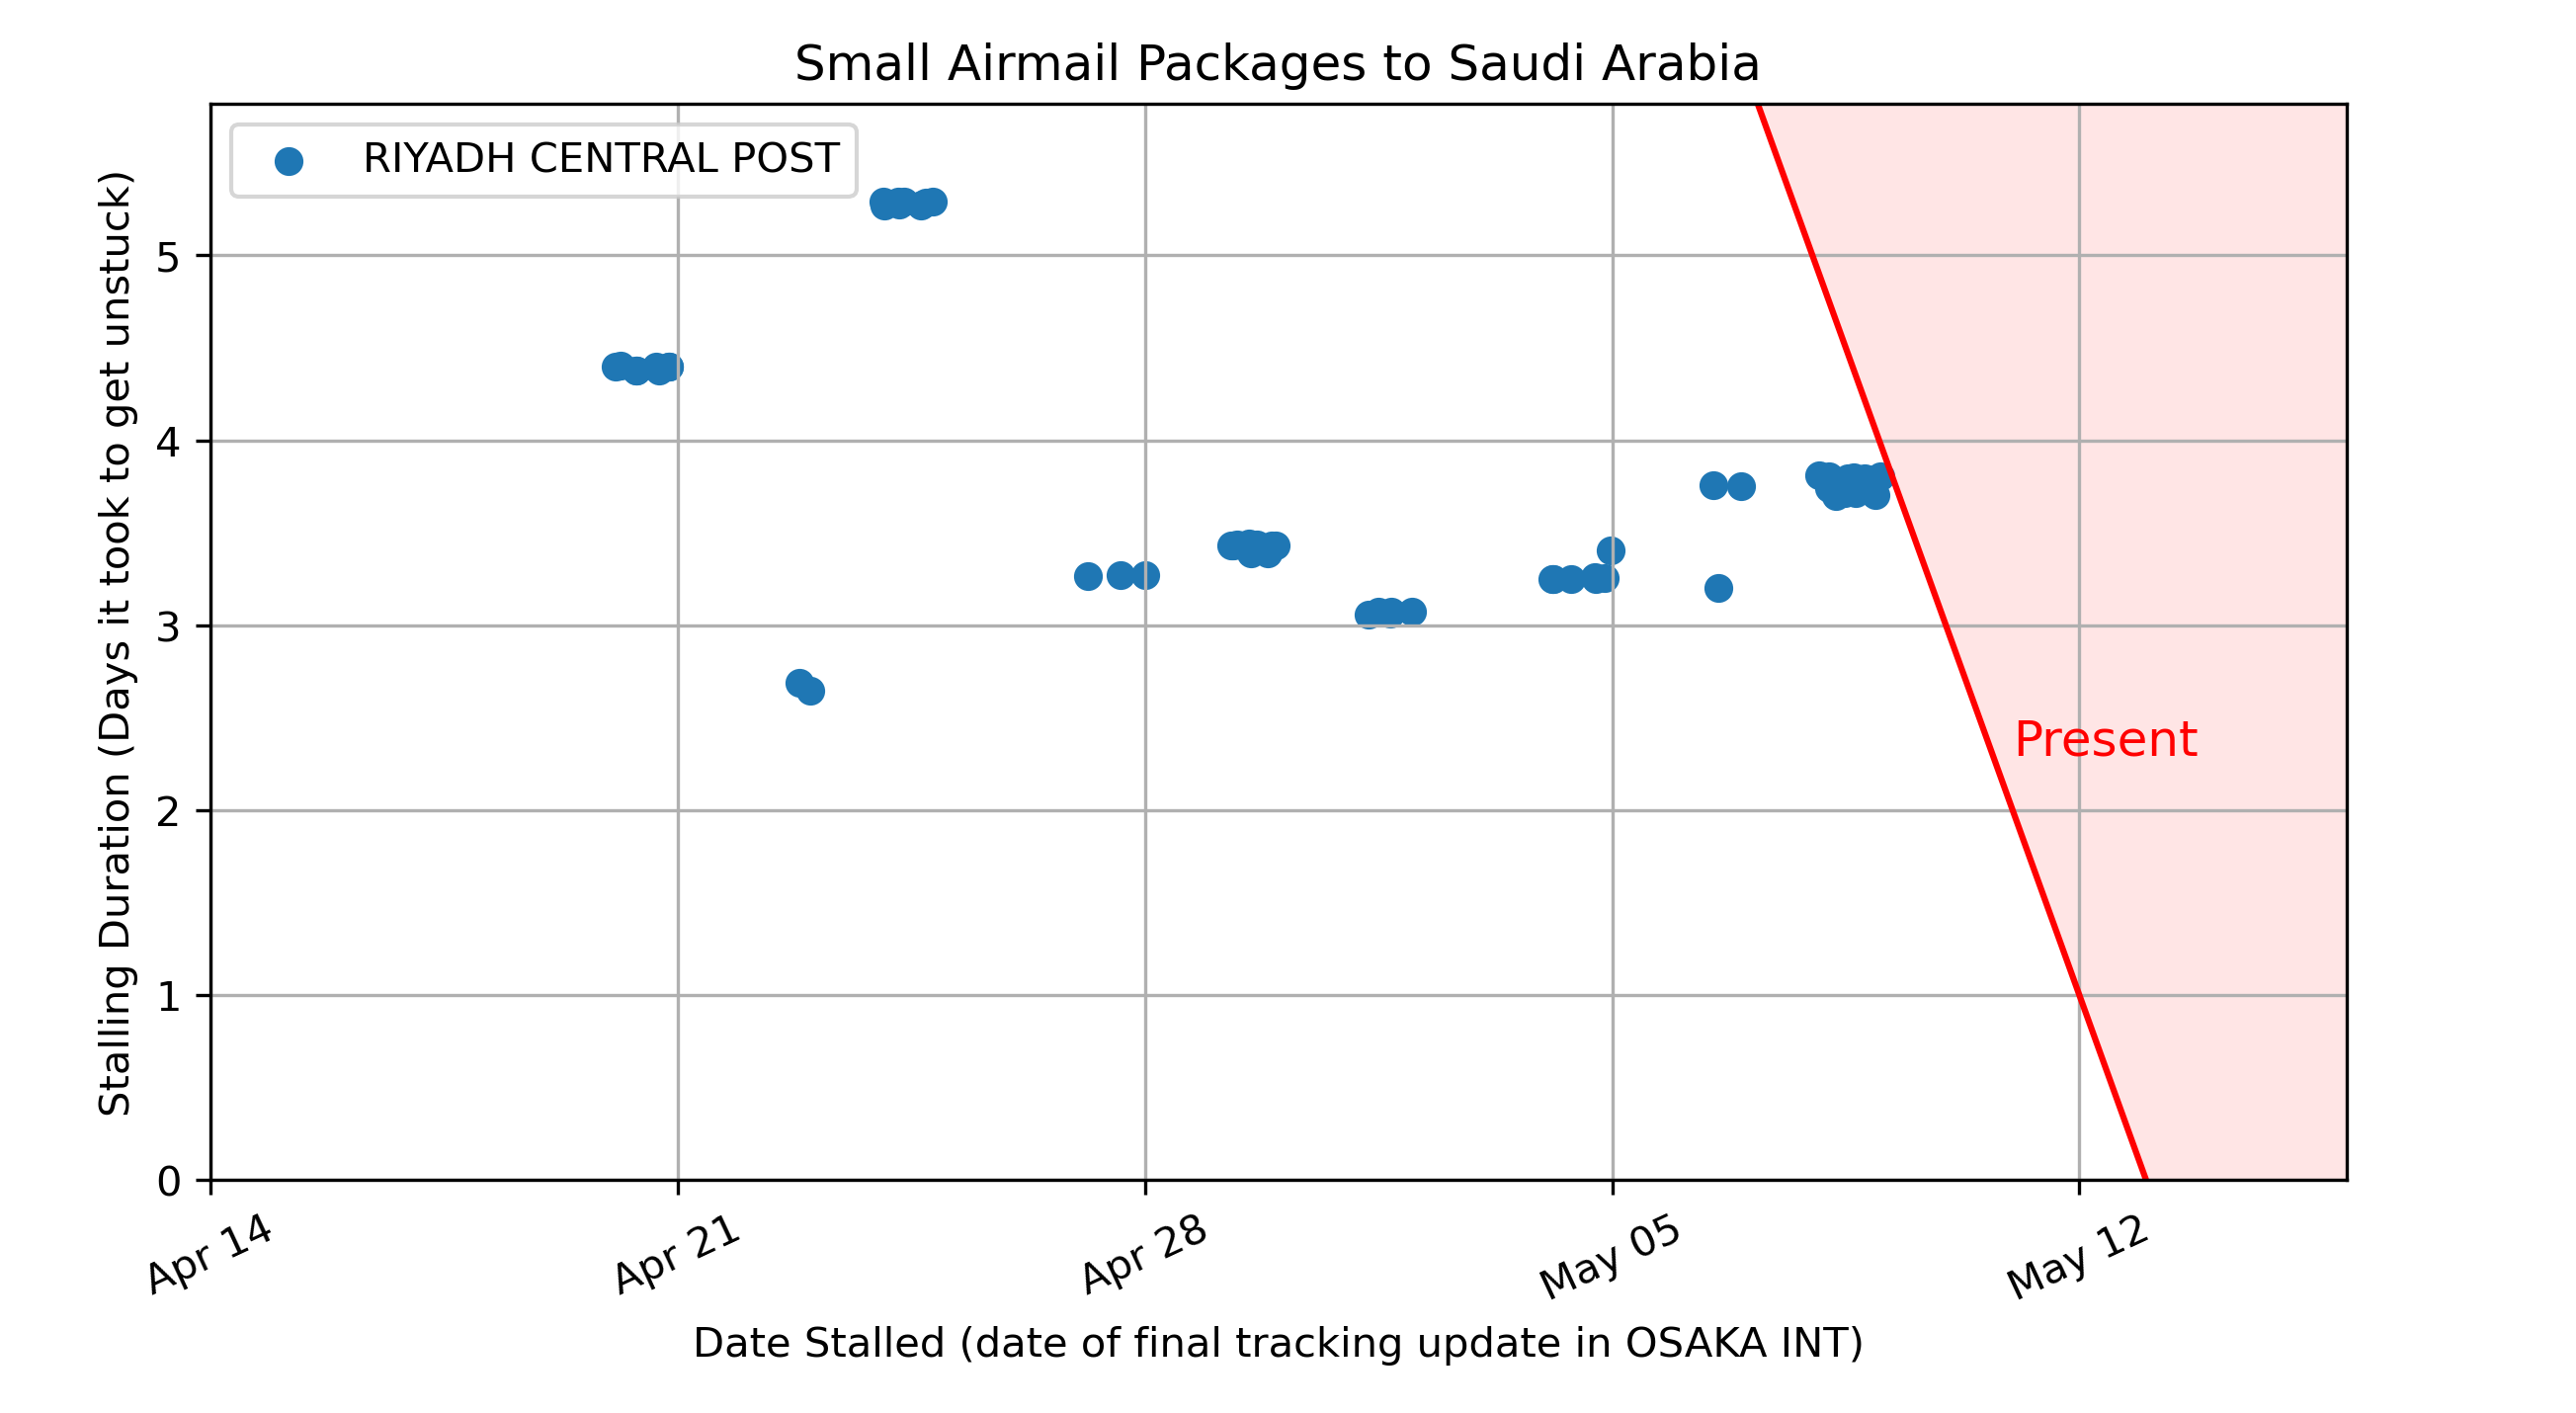 Small Airmail Packages to Saudi Arabia
RIYADH CENTRAL POST
Stalling Duration (Days it took to get unstuck)
5
4
3
2
1
0
Present
Apr 14
Apr 21
Apr 28
May 05
May 12
Date Stalled (date of final tracking update in OSAKA INT)